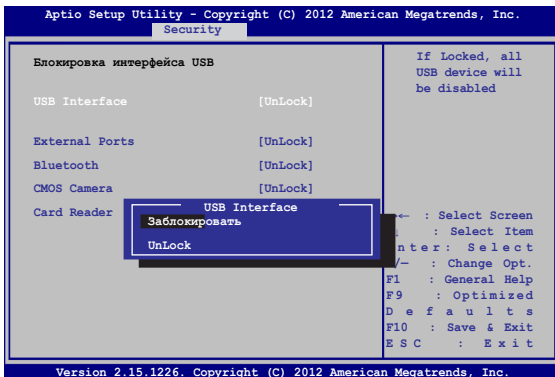 Aptio Setup Utility - Copyright (C) 2012 American Megatrends, Inc.
Security
Блокировка интерфейса USB
USB Interface [UnLock]
External Ports [UnLock]
Bluetooth [UnLock]
CMOS Camera [UnLock]
Card Reader
USB Interface
Заблокировать
UnLock
If Locked, all
USB device will
be disabled
← : Select Screen
: Select Item
nter: Select
/— : Change Opt.
F1 : General Help
F9 : Optimized
Defaults
F10 : Save & Exit
ESC : Exit
Version 2.15.1226. Copyright (C) 2012 American Megatrends, Inc.